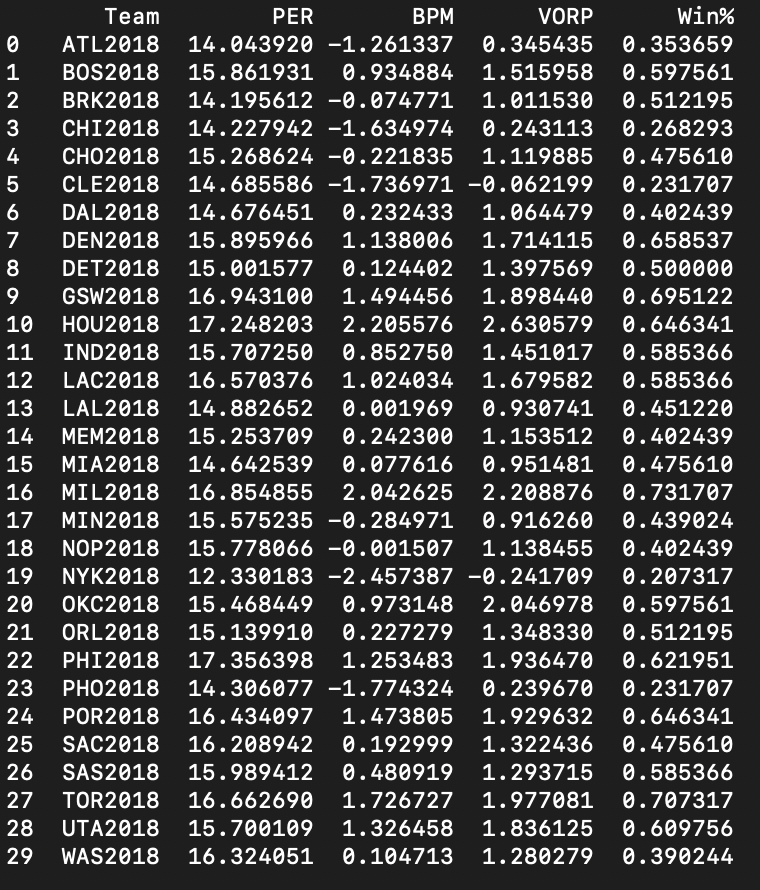 Team PER BPM VORP Win%
0 ATL2018 14.043920 −1.261337 0.345435 0.353659
1 BOS2018 15.861931 0.934884 1.515958 0.597561
2 BRK2018 14.195612 −0.074771 1.011530 0.512195
3 CHI2018 14.227942 −1.634974 0.243113 0.268293
4 CHO2018 15.268624 −0.221835 1.119885 0.475610
5 CLE2018 14.685586 −1.736971 −0.062199 0.231707
6 DAL2018 14.676451 0.232433 1.064479 0.402439
7 DEN2018 15.895966 1.138006 1.714115 0.658537
8 DET2018 15.001577 0.124402 1.397569 0.500000
9 GSW2018 16.943100 1.494456 1.898440 0.695122
10 HOU2018 17.248203 2.205576 2.630579 0.646341
11 IND2018 15.707250 0.852750 1.451017 0.585366
12 LAC2018 16.570376 1.024034 1.679582 0.585366
13 LAL2018 14.882652 0.001969 0.930741 0.451220
14 MEM2018 15.253709 0.242300 1.153512 0.402439
15 MIA2018 14.642539 0.077616 0.951481 0.475610
16 MIL2018 16.854855 2.042625 2.208876 0.731707
17 MIN2018 15.575235 −0.284971 0.916260 0.439024
18 NOP2018 15.778066 −0.001507 1.138455 0.402439
19 NYK2018 12.330183 −2.457387 −0.241709 0.207317
20 OKC2018 15.468449 0.973148 2.046978 0.597561
21 ORL2018 15.139910 0.227279 1.348330 0.512195
22 PHI2018 17.356398 1.253483 1.936470 0.621951
23 PHO2018 14.306077 −1.774324 0.239670 0.231707
24 POR2018 16.434097 1.473805 1.929632 0.646341
25 SAC2018 16.208942 0.192999 1.322436 0.475610
26 SAS2018 15.989412 0.480919 1.293715 0.585366
27 TOR2018 16.662690 1.726727 1.977081 0.707317
28 UTA2018 15.700109 1.326458 1.836125 0.609756
29 WAS2018 16.324051 0.104713 1.280279 0.390244